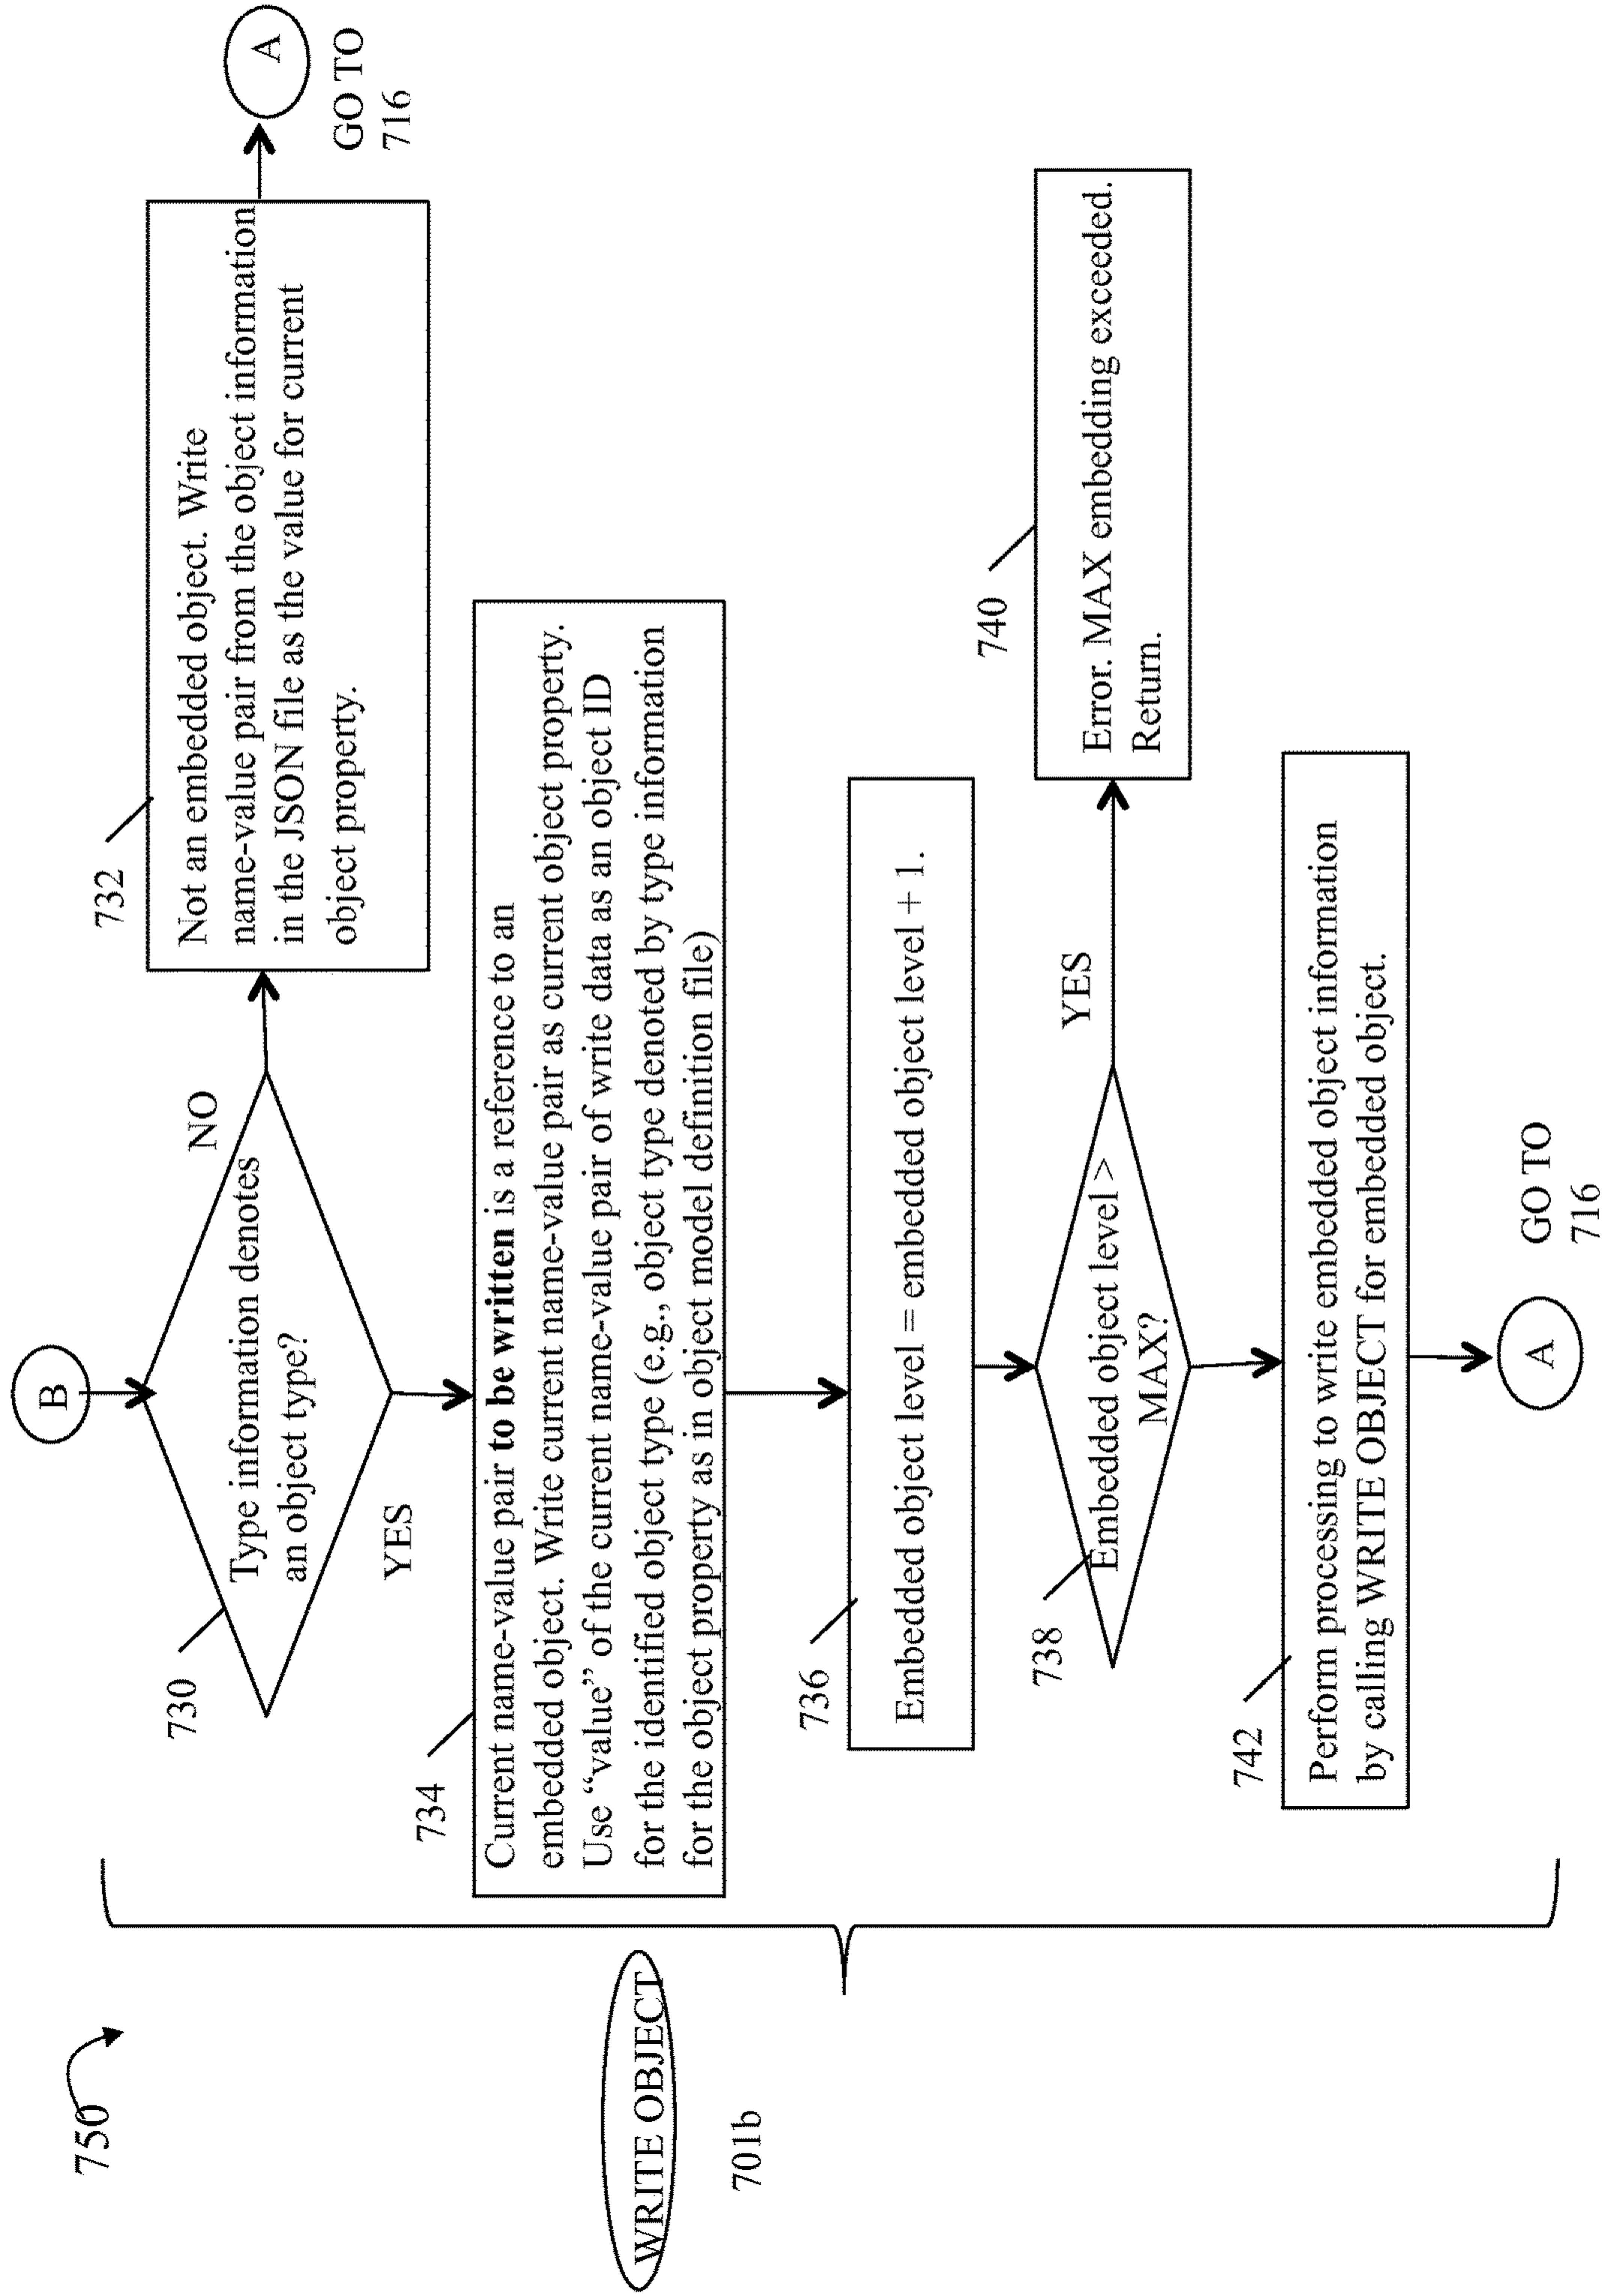 750
B
730
Type information denotes
an object type?
NO
YES
732
Not an embedded object. Write
name-value pair from the object information
in the JSON file as the value for current
object property.
A
GO TO
716
734
Current name-value pair to be written is a reference to an
embedded object. Write current name-value pair as current object property.
Use “value” of the current name-value pair of write data as an object ID
for the identified object type (e.g., object type denoted by type information
for the object property as in object model definition file)
WRITE OBJECT
701b
736
Embedded object level = embedded object level + 1.
738
Embedded object level >
MAX?
YES
740
Error. MAX embedding exceeded.
Return.
742
Perform processing to write embedded object information
by calling WRITE OBJECT for embedded object.
A
GO TO
716